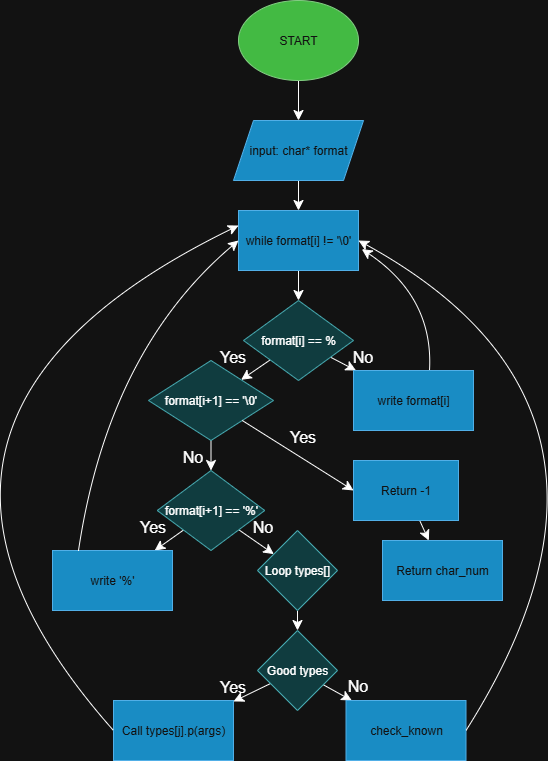 START
input: char* format
while format[i] != '\0'
format[i] == %
Yes
No
format[i+1] == '\0'
write format[i]
Yes
No
Return -1
format[i+1] == '%'
Yes
No
Loop types[]
Return char_num
write '%'
Good types
Yes
No
Call types[j].p(args)
check_known